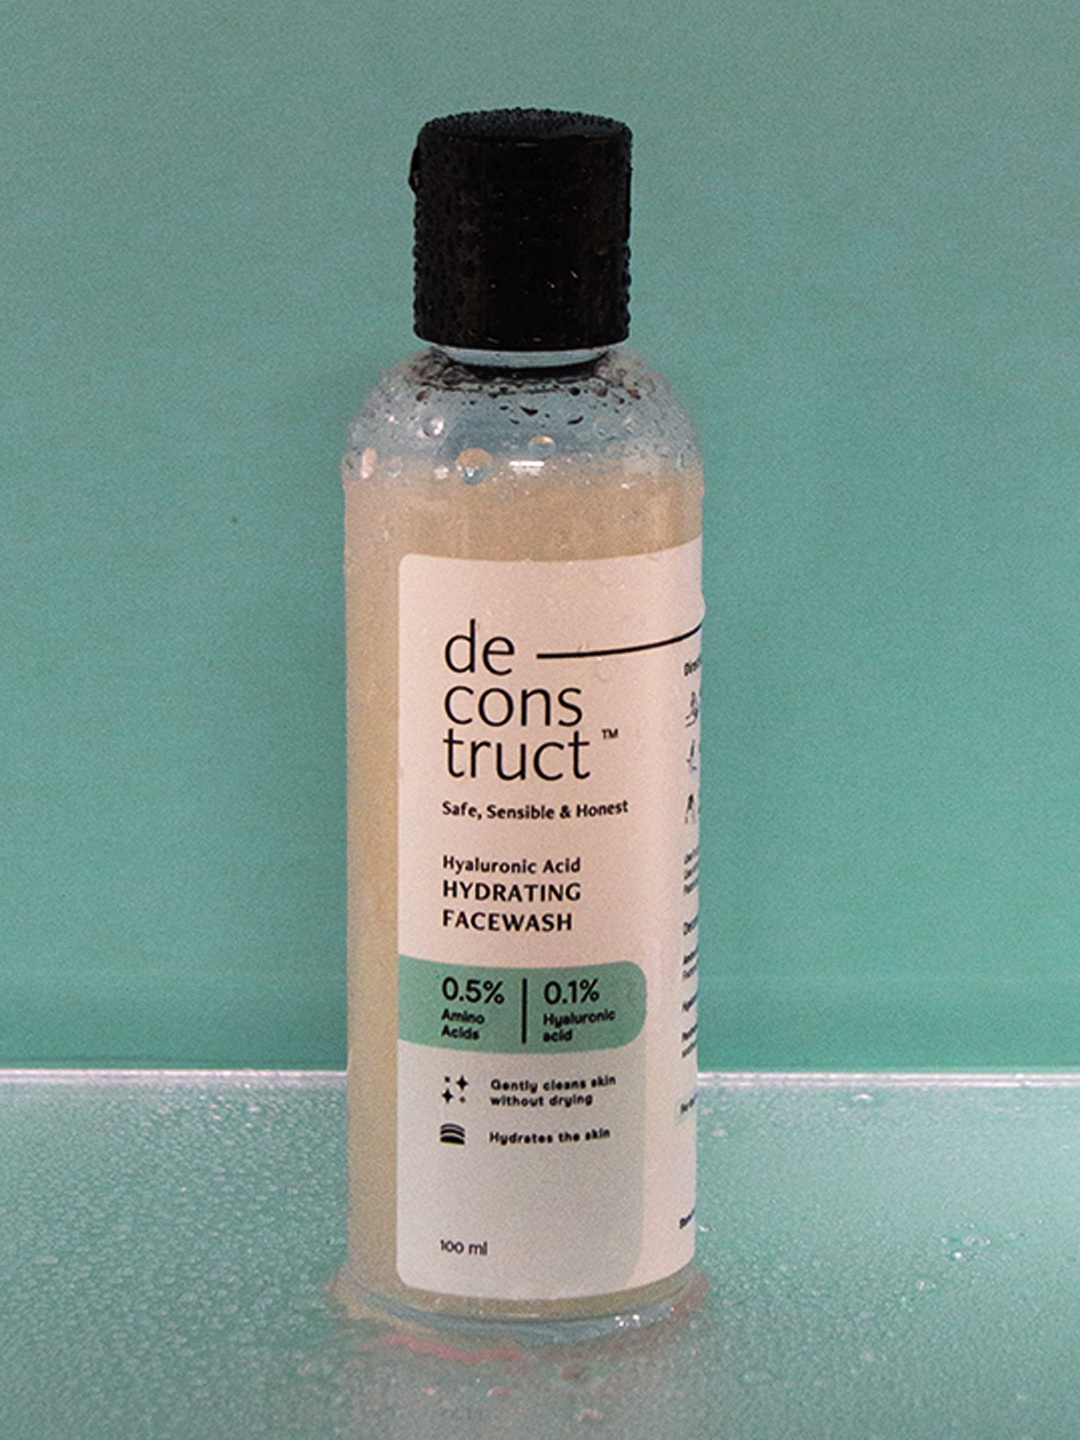 de
cons
truct™
Safe, Sensible & Honest
Hyaluronic Acid
HYDRATING
FACEWASH
0.5%
Amino
Acids
0.1%
Hyaluronic
acid
Gently cleans skin
without drying
Hydrates the skin
100 ml